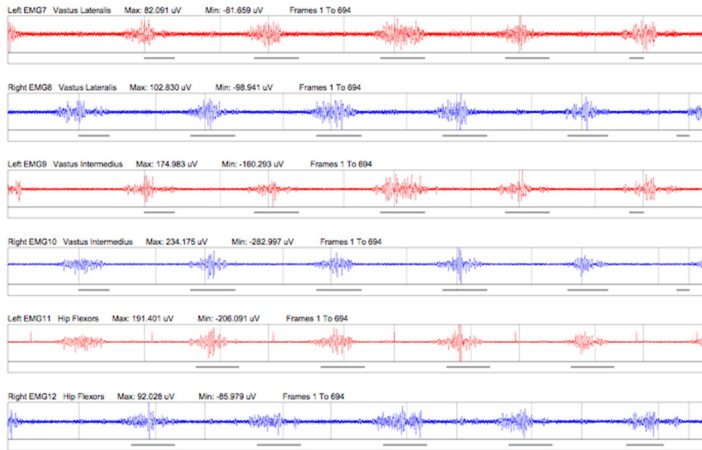 Left EMG7 Vastus Lateralis Max: 82.091 uV Min: -81.659 uV Frames 1 To 694
Right EMG8 Vastus Lateralis Max: 102.830 uV Min: -98.941 uV Frames 1 To 694
Left EMG9 Vastus Intermedius Max: 174.983 uV Min: -160.293 uV Frames 1 To 694
Right EMG10 Vastus Intermedius Max: 234.175 uV Min: -282.997 uV Frames 1 To 694
Left EMG11 Hip Flexors Max: 191.401 uV Min: -206.091 uV Frames 1 To 694
Right EMG12 Hip Flexors Max: 92.028 uV Min: -85.979 uV Frames 1 To 694